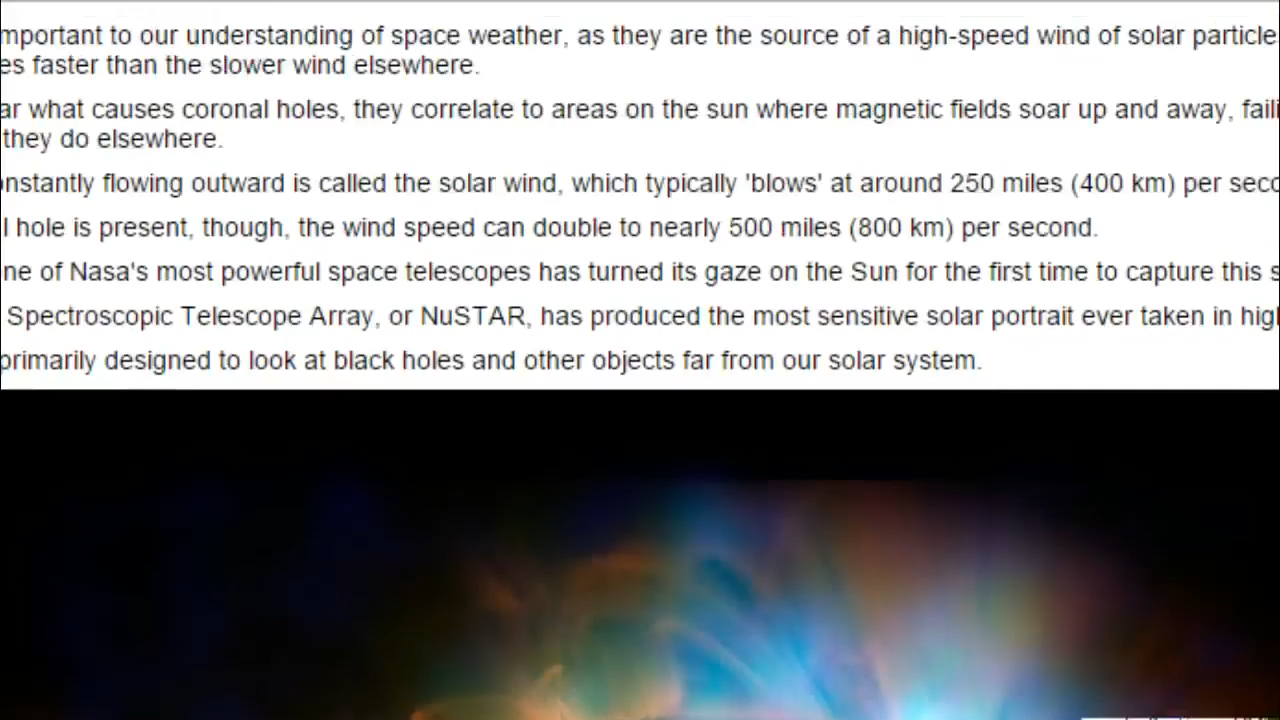 mportant to our understanding of space weather, as they are the source of a high-speed wind of solar particle
es faster than the slower wind elsewhere.
ar what causes coronal holes, they correlate to areas on the sun where magnetic fields soar up and away, faili
they do elsewhere.
onstantly flowing outward is called the solar wind, which typically 'blows' at around 250 miles (400 km) per seco
l hole is present, though, the wind speed can double to nearly 500 miles (800 km) per second.
ne of Nasa's most powerful space telescopes has turned its gaze on the Sun for the first time to capture this s
Spectroscopic Telescope Array, or NuSTAR, has produced the most sensitive solar portrait ever taken in high
primarily designed to look at black holes and other objects far from our solar system.